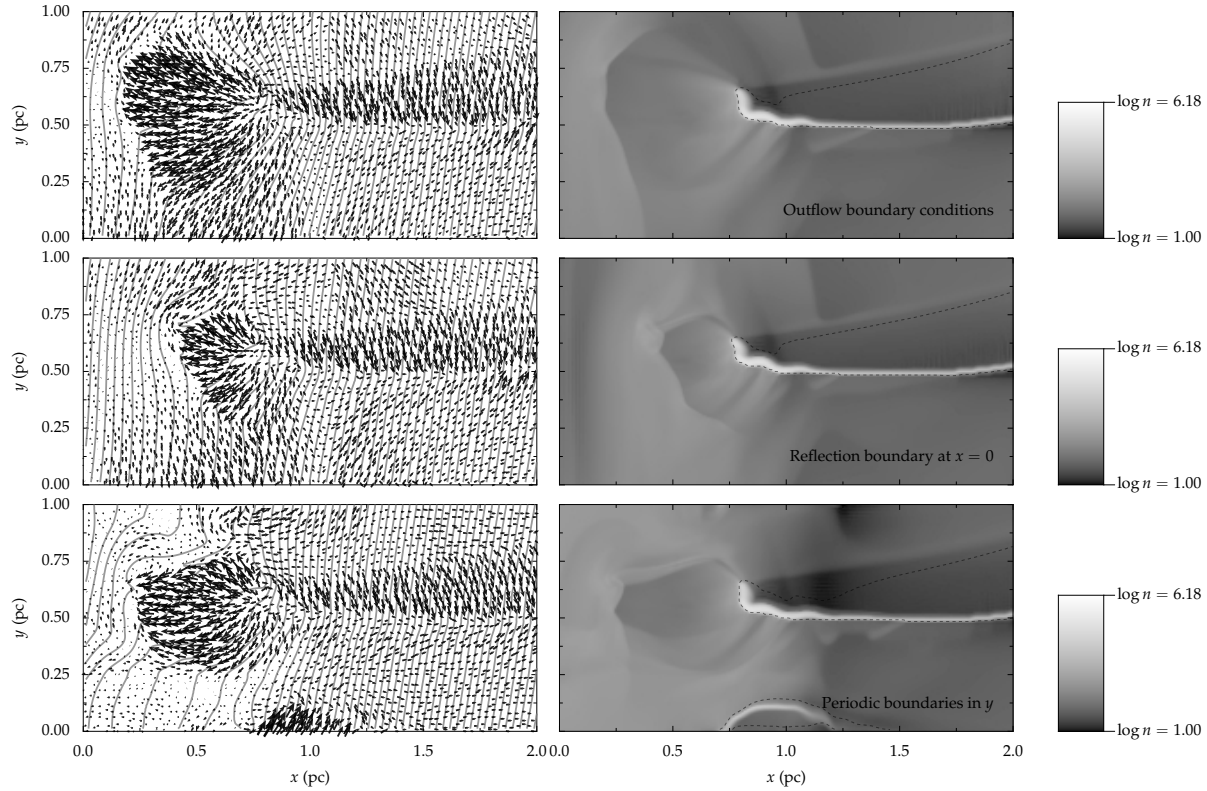 1.00
0.75
0.50
0.25
0.00
y (pc)
Outflow boundary conditions
log n = 6.18
log n = 1.00
1.00
0.75
0.50
0.25
0.00
y (pc)
Reflection boundary at x = 0
log n = 6.18
log n = 1.00
1.00
0.75
0.50
0.25
0.00
y (pc)
Periodic boundaries in y
log n = 6.18
log n = 1.00
0.0 0.5 1.0 1.5 2.0
0.0 0.5 1.0 1.5 2.0
x (pc)
x (pc)